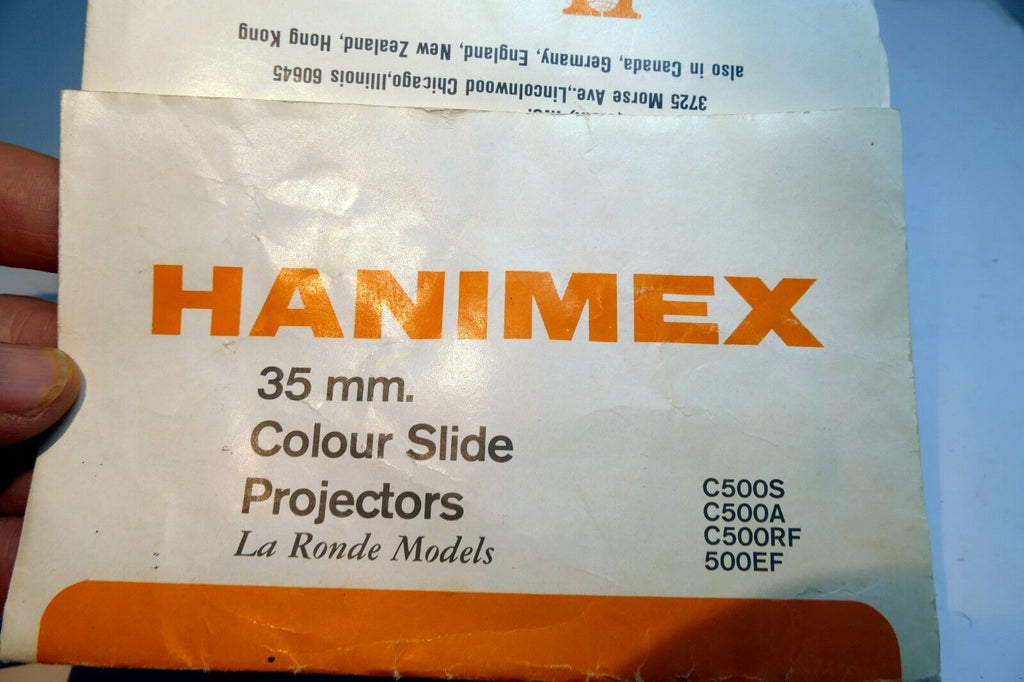 also in Canada, Germany, England, New Zealand, Hong Kong
3725 Morse Ave.Lincolnwood Chicago,Illinois 60645
HANIMEX
35 mm.
Colour Slide
Projectors
La Ronde Models
C500S
C500A
C500RF
500EF